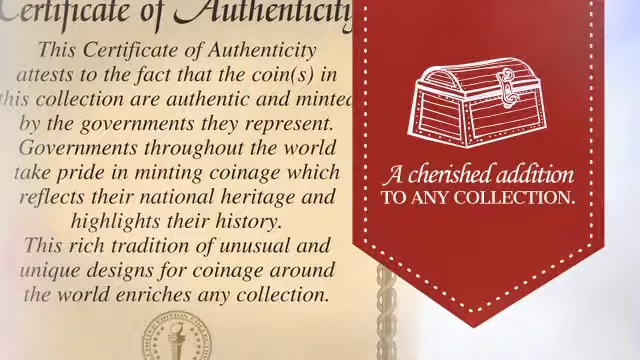 Certificate of Authenticity
This Certificate of Authenticity
attests to the fact that the coin(s) in
this collection are authentic and minted
by the governments they represent.
Governments throughout the world
take pride in minting coinage which
reflects their national heritage and
highlights their history.
This rich tradition of unusual and
unique designs for coinage around
the world enriches any collection.
A cherished addition
TO ANY COLLECTION.